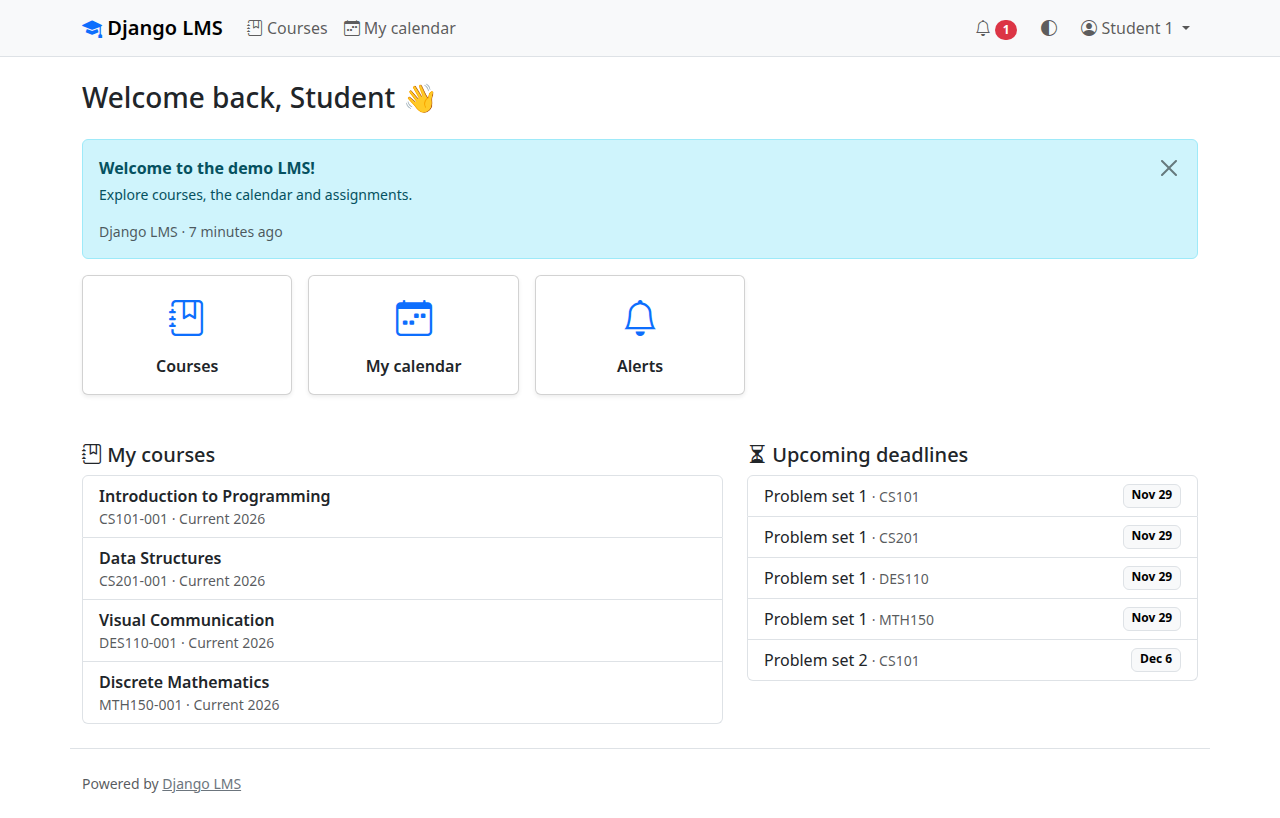 Django LMS Courses My calendar 1 Student 1
Welcome back, Student 👋
Welcome to the demo LMS!
Explore courses, the calendar and assignments.
Django LMS · 7 minutes ago
Courses
My calendar
Alerts
My courses
Introduction to Programming
CS101-001 · Current 2026
Data Structures
CS201-001 · Current 2026
Visual Communication
DES110-001 · Current 2026
Discrete Mathematics
MTH150-001 · Current 2026
Upcoming deadlines
Problem set 1 · CS101 Nov 29
Problem set 1 · CS201 Nov 29
Problem set 1 · DES110 Nov 29
Problem set 1 · MTH150 Nov 29
Problem set 2 · CS101 Dec 6
Powered by Django LMS